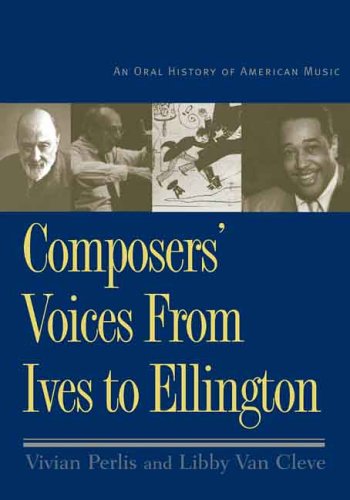 An Oral History of American Music
Composers'
Voices From
Ives to Ellington
Vivian Perlis and Libby Van Cleve